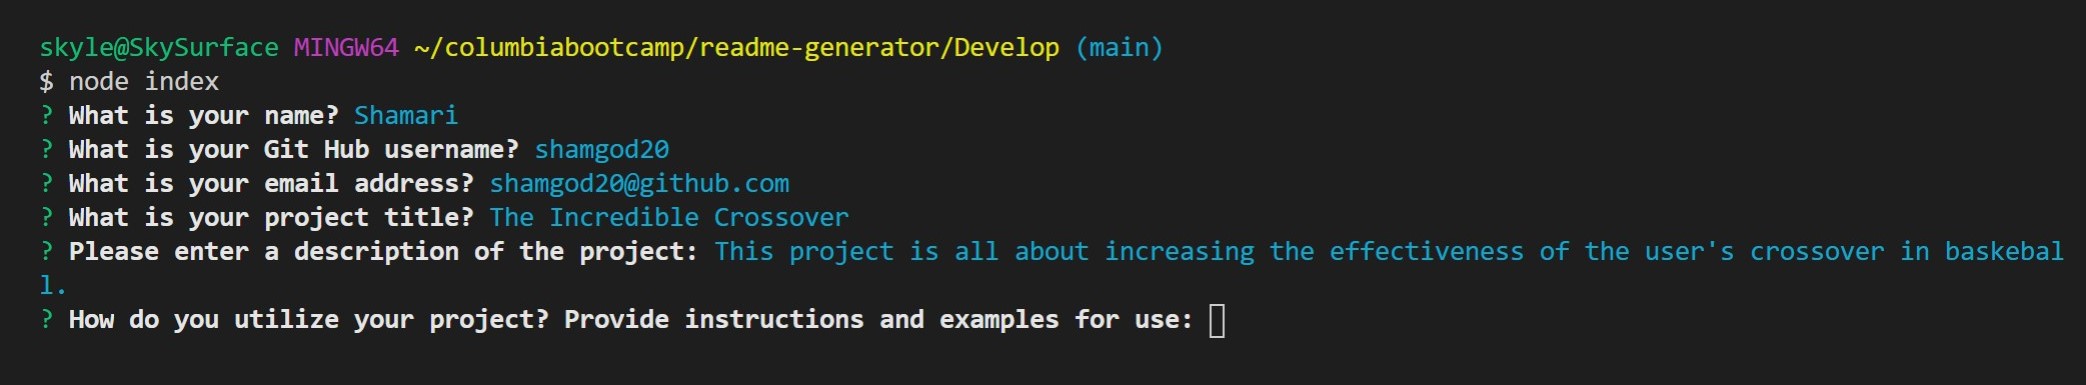 skyle@SkySurface MINGW64 ~/columbiabootcamp/readme-generator/Develop (main)
$ node index
? What is your name? Shamari
? What is your Git Hub username? shamgod20
? What is your email address? shamgod20@github.com
? What is your project title? The Incredible Crossover
? Please enter a description of the project: This project is all about increasing the effectiveness of the user's crossover in baskebal
l.
? How do you utilize your project? Provide instructions and examples for use: